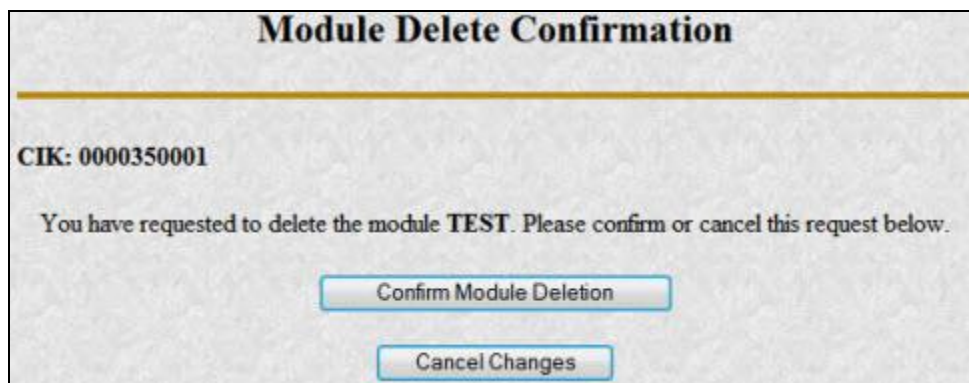 Module Delete Confirmation
CIK: 0000350001
You have requested to delete the module TEST. Please confirm or cancel this request below.
Confirm Module Deletion
Cancel Changes